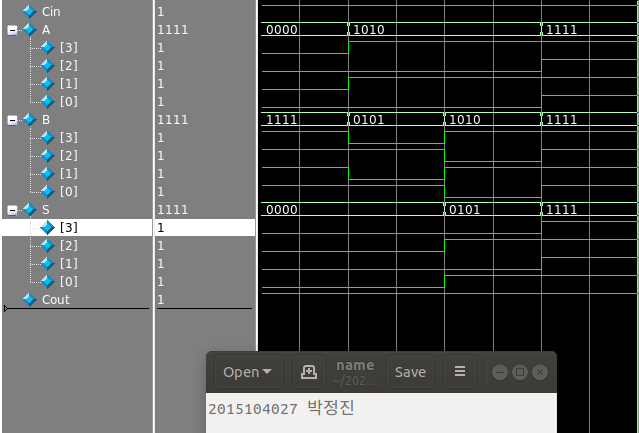 Cin 1
A 1111 0000 1010 1111
[3] 1
[2] 1
[1] 1
[0] 1
B 1111 1111 0101 1010 1111
[3] 1
[2] 1
[1] 1
[0] 1
S 1111 0000 0101 1111
[3] 1
[2] 1
[1] 1
[0] 1
Cout 1
Open name Save
~/202...
2015104027 박정진